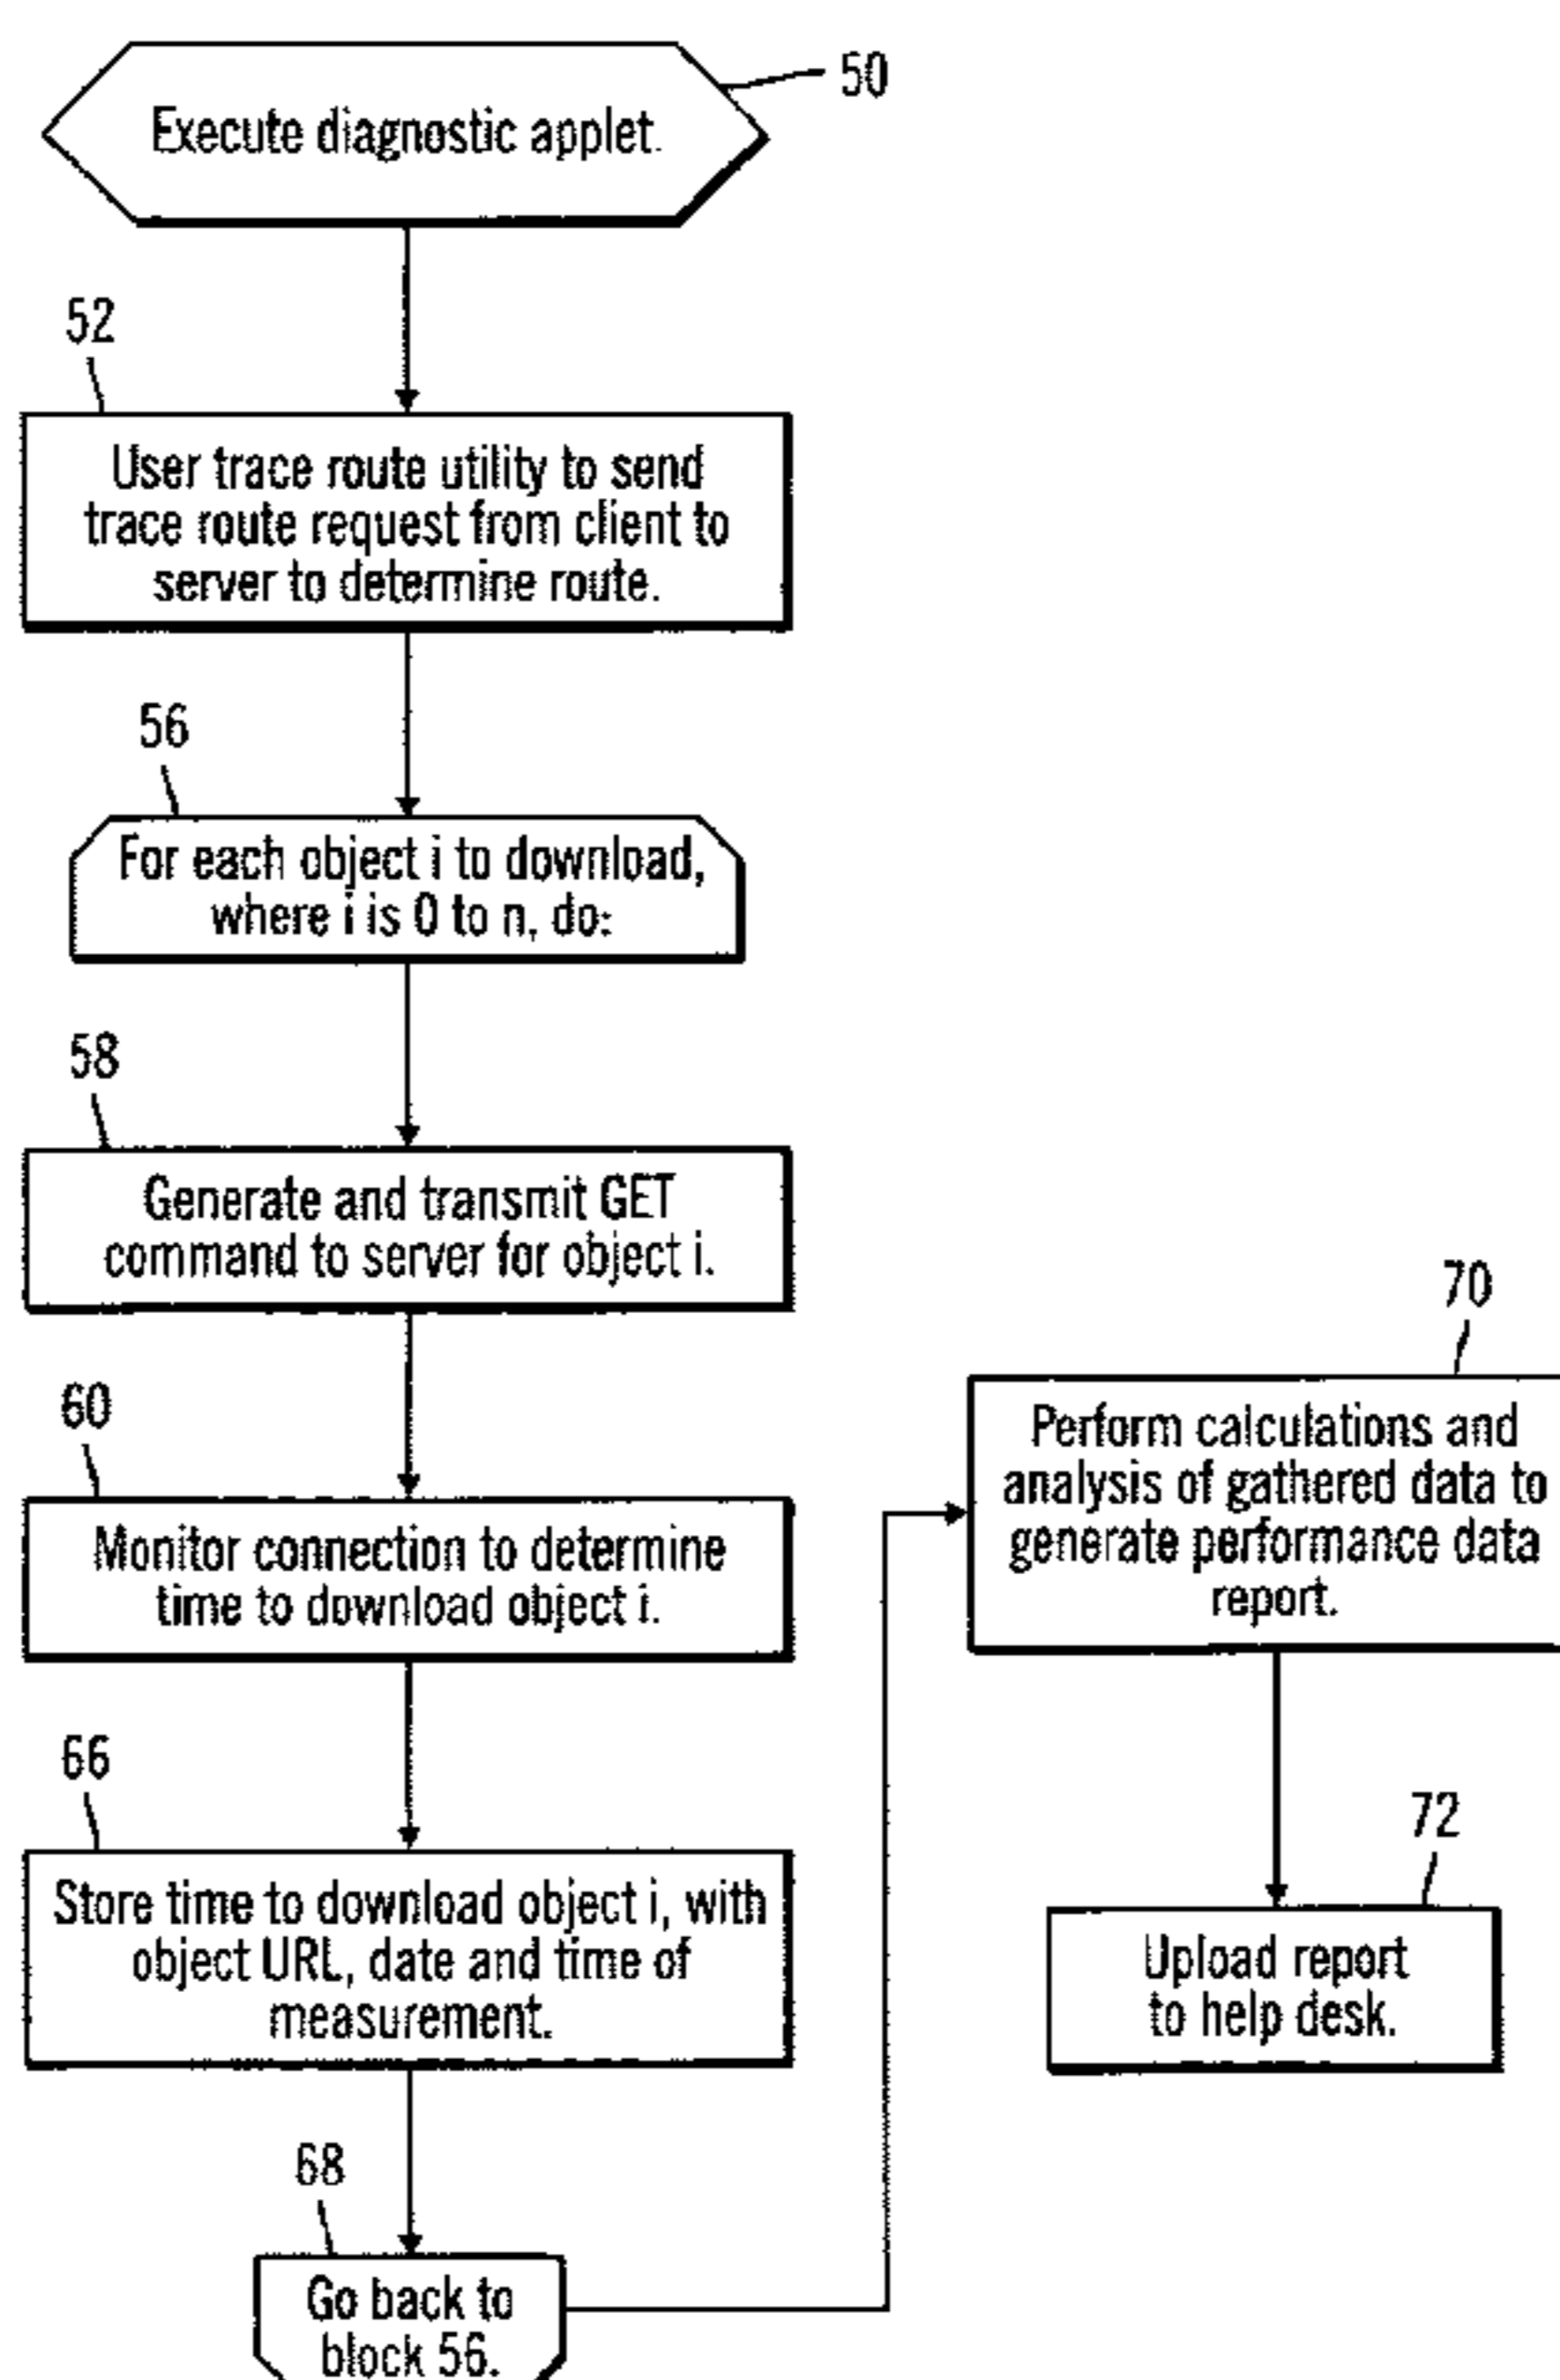 50
Execute diagnostic applet.
52
User trace route utility to send
trace route request from client to
server to determine route.
56
For each object i to download,
where i is 0 to n, do:
58
Generate and transmit GET
command to server for object i.
60
Monitor connection to determine
time to download object i.
66
Store time to download object i, with
object URL, date and time of
measurement.
68
Go back to
block 56.
70
Perform calculations and
analysis of gathered data to
generate performance data
report.
72
Upload report
to help desk.